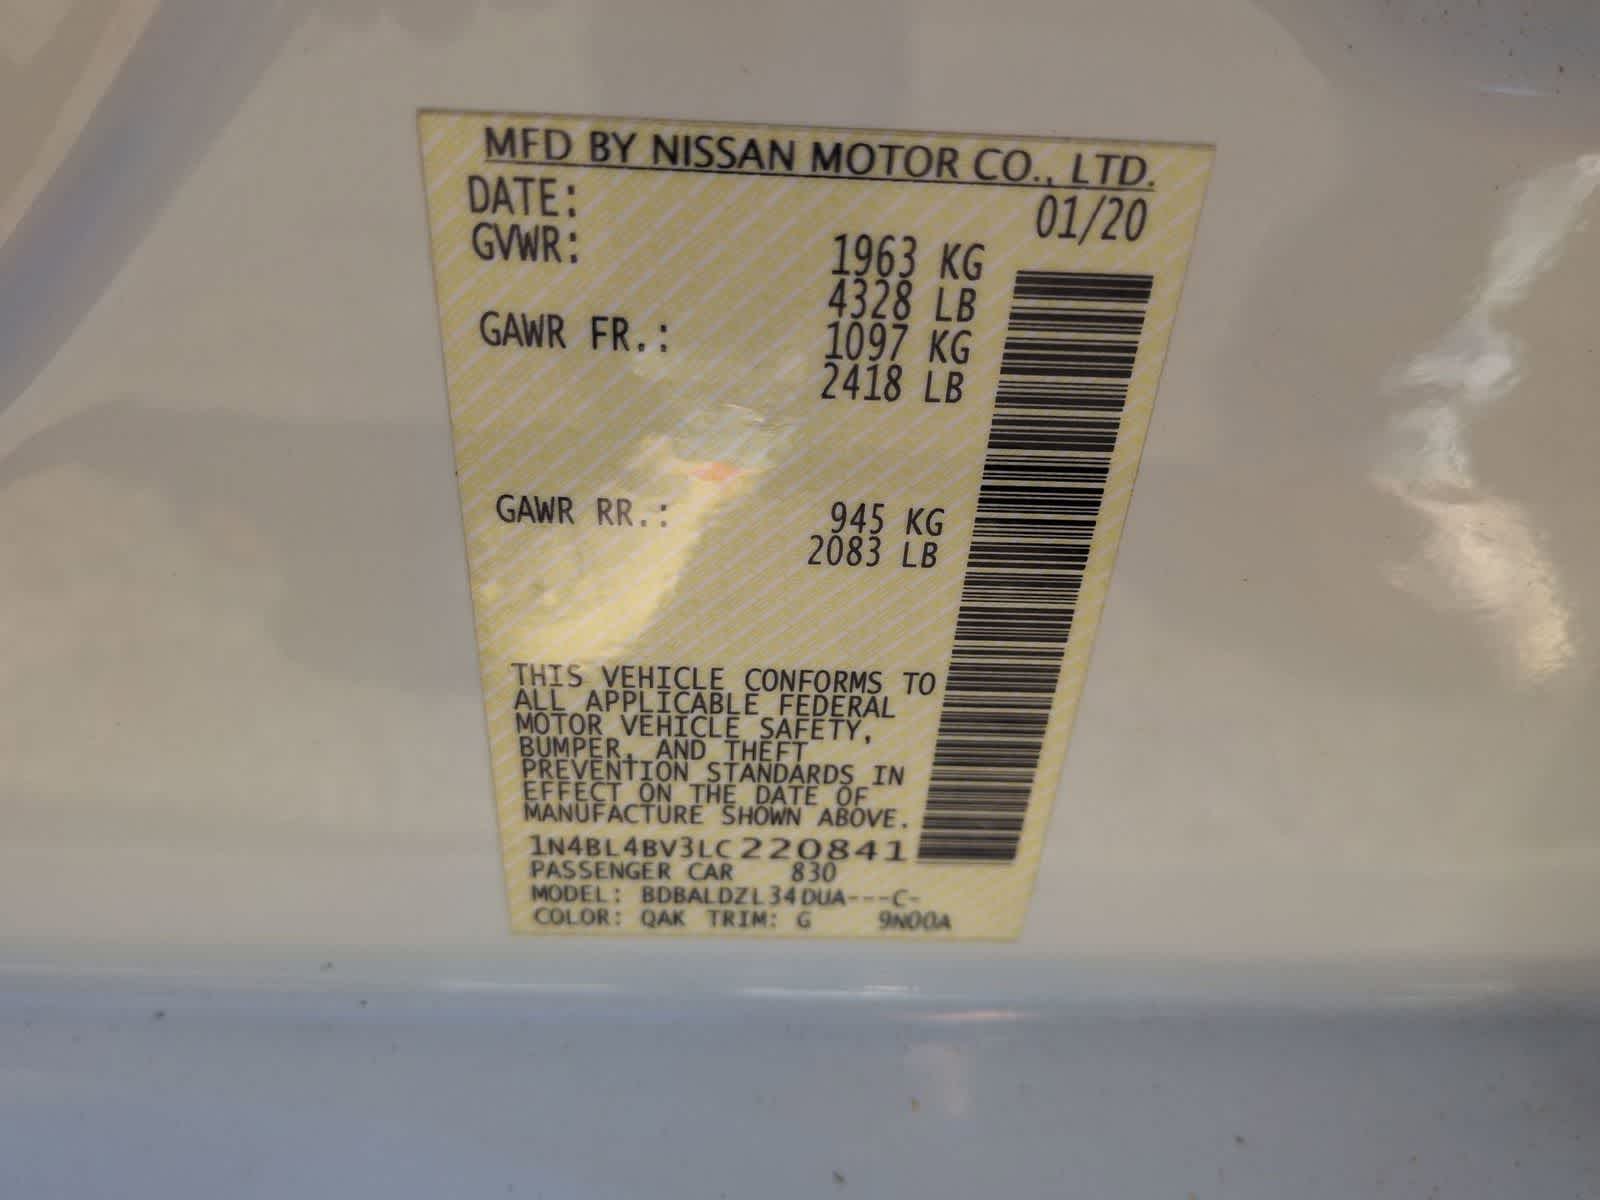 MFD BY NISSAN MOTOR CO., LTD.
DATE: 01/20
GVWR: 1963 KG
4328 LB
GAWR FR.: 1097 KG
2418 LB
GAWR RR.: 945 KG
2083 LB
THIS VEHICLE CONFORMS TO
ALL APPLICABLE FEDERAL
MOTOR VEHICLE SAFETY,
BUMPER, AND THEFT
PREVENTION STANDARDS IN
EFFECT ON THE DATE OF
MANUFACTURE SHOWN ABOVE.
1N4BL4BV3LC220841
PASSENGER CAR 830
MODEL: BDBALDZL34DUA---C-
COLOR: QAK TRIM: G 9N00A